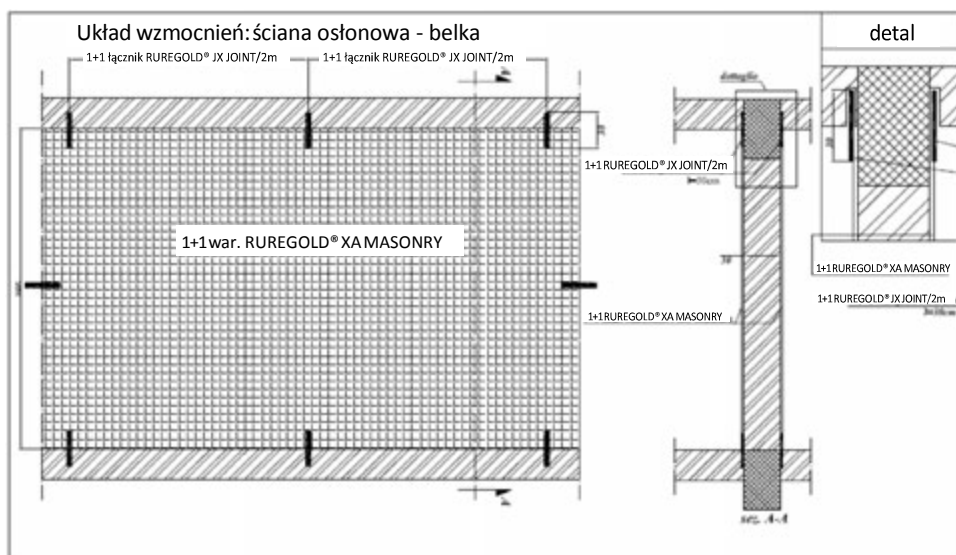 Układ wzmocnień: ściana osłonowa - belka
detal
1+1 łącznik RUREGOLD® JX JOINT/2m
1+1 łącznik RUREGOLD® JX JOINT/2m
dettaglio
1+1 RUREGOLD® JX JOINT/2m
1+1 war. RUREGOLD® XA MASONRY
1+1 RUREGOLD® XA MASONRY
1+1 RUREGOLD® XA MASONRY
1+1 RUREGOLD® JX JOINT/2m
sez. A-A